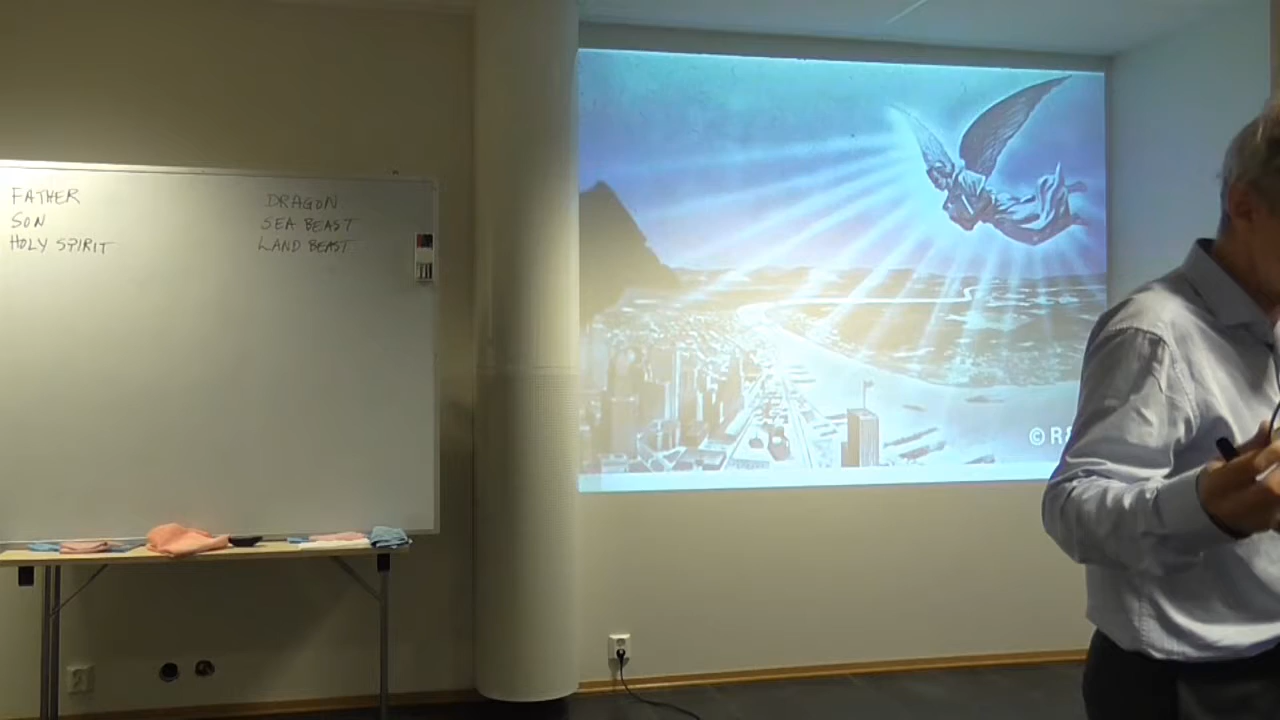 FATHER
SON
HOLY SPIRIT
DRAGON
SEA BEAST
LAND BEAST
© R&